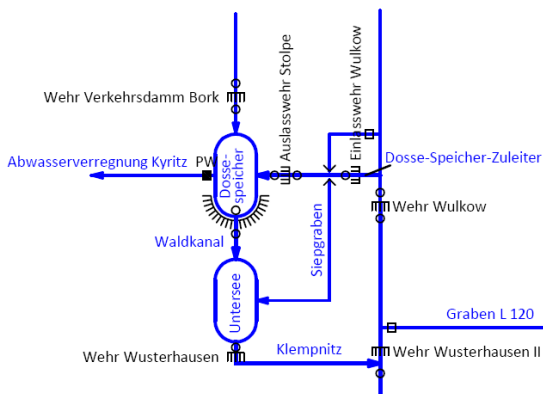 Wehr Verkehrsdamm Bork
Auslasswehr Stolpe
Einlasswehr Wulkow
Abwasserverregnung Kyritz
PW
Dosse-
speicher
Dosse-Speicher-Zuleiter
Wehr Wulkow
Waldkanal
Siepgraben
Untersee
Graben L 120
Wehr Wusterhausen
Klempnitz
Wehr Wusterhausen II